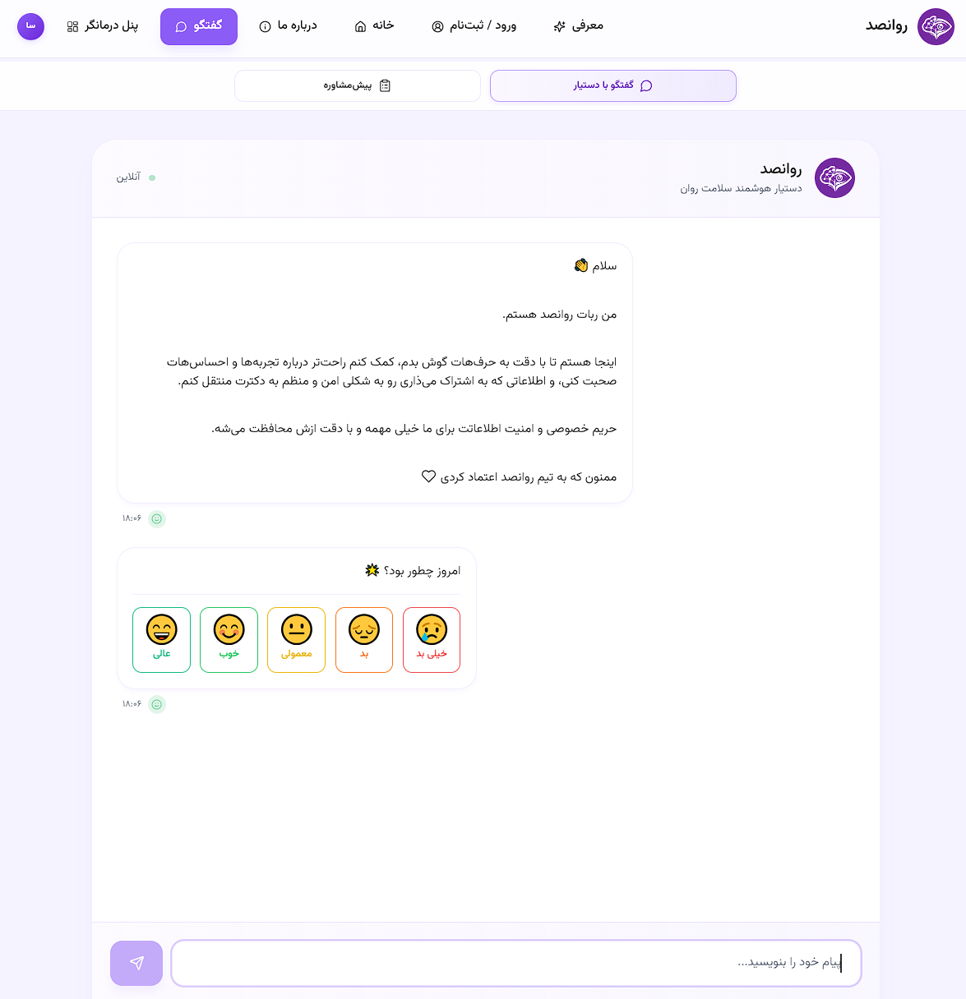 روانصد
معرفی
ورود / ثبت‌نام
خانه
درباره ما
گفتگو
پنل درمانگر
سا
گفتگو با دستیار
پیش‌مشاوره
روانصد
دستیار هوشمند سلامت روان
آنلاین
سلام 👋
من ربات روانصد هستم.
اینجا هستم تا با دقت به حرف‌هات گوش بدم، کمک کنم راحت‌تر درباره تجربه‌ها و احساس‌هات
صحبت کنی، و اطلاعاتی که به اشتراک می‌ذاری رو به شکلی امن و منظم به دکترت منتقل کنم.
حریم خصوصی و امنیت اطلاعاتت برای ما خیلی مهمه و با دقت ازش محافظت می‌شه.
ممنون که به تیم روانصد اعتماد کردی ♡
۱۸:۰۶
امروز چطور بود؟ 🌟
خیلی بد
بد
معمولی
خوب
عالی
۱۸:۰۶
پیام خود را بنویسید...